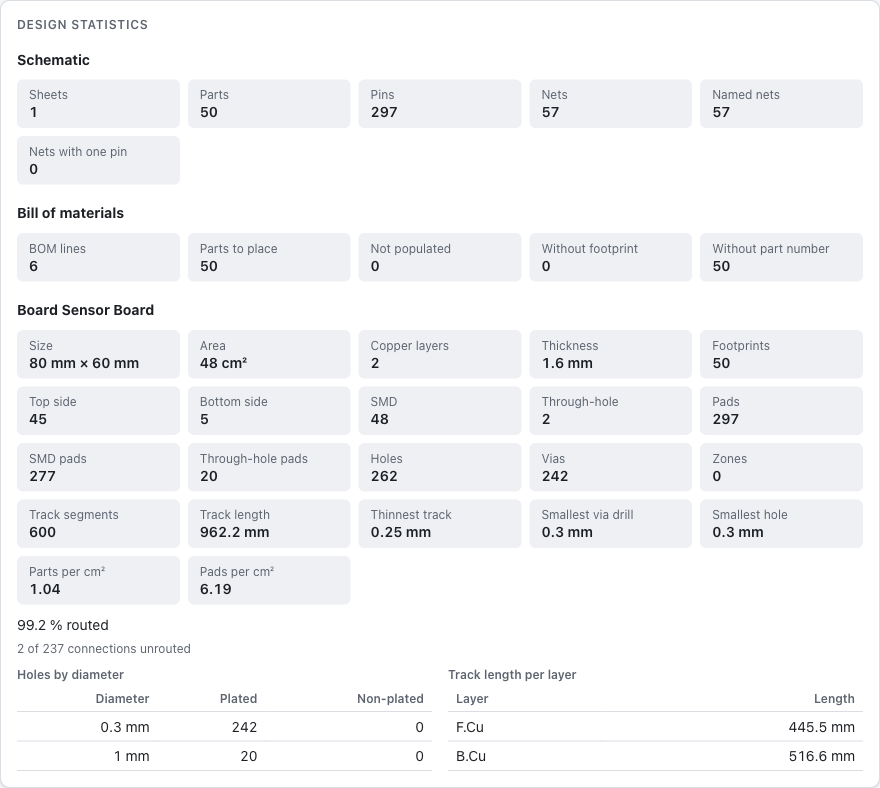 DESIGN STATISTICS
Schematic
Sheets Parts Pins Nets Named nets
1 50 297 57 57
Nets with one pin
0
Bill of materials
BOM lines Parts to place Not populated Without footprint Without part number
6 50 0 0 50
Board Sensor Board
Size Area Copper layers Thickness Footprints
80 mm × 60 mm 48 cm² 2 1.6 mm 50
Top side Bottom side SMD Through-hole Pads
45 5 48 2 297
SMD pads Through-hole pads Holes Vias Zones
277 20 262 242 0
Track segments Track length Thinnest track Smallest via drill Smallest hole
600 962.2 mm 0.25 mm 0.3 mm 0.3 mm
Parts per cm² Pads per cm²
1.04 6.19
99.2 % routed
2 of 237 connections unrouted
Holes by diameter
Diameter Plated Non-plated
0.3 mm 242 0
1 mm 20 0
Track length per layer
Layer Length
F.Cu 445.5 mm
B.Cu 516.6 mm